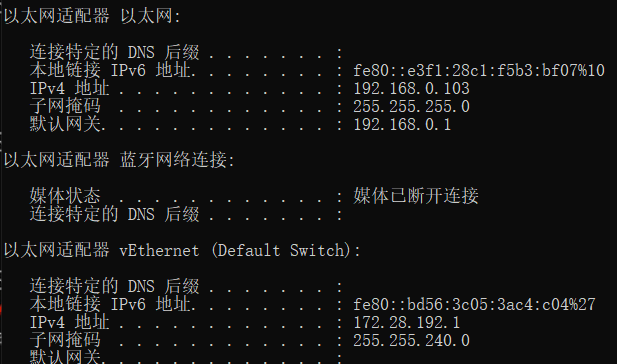 以太网适配器 以太网:
连接特定的 DNS 后缀 . . . . . . . :
本地链接 IPv6 地址. . . . . . . . : fe80::e3f1:28c1:f5b3:bf07%10
IPv4 地址 . . . . . . . . . . . . : 192.168.0.103
子网掩码  . . . . . . . . . . . . : 255.255.255.0
默认网关. . . . . . . . . . . . . : 192.168.0.1
以太网适配器 蓝牙网络连接:
媒体状态  . . . . . . . . . . . . : 媒体已断开连接
连接特定的 DNS 后缀 . . . . . . . :
以太网适配器 vEthernet (Default Switch):
连接特定的 DNS 后缀 . . . . . . . :
本地链接 IPv6 地址. . . . . . . . : fe80::bd56:3c05:3ac4:c04%27
IPv4 地址 . . . . . . . . . . . . : 172.28.192.1
子网掩码  . . . . . . . . . . . . : 255.255.240.0
默认网关. . . . . . . . . . . . . :